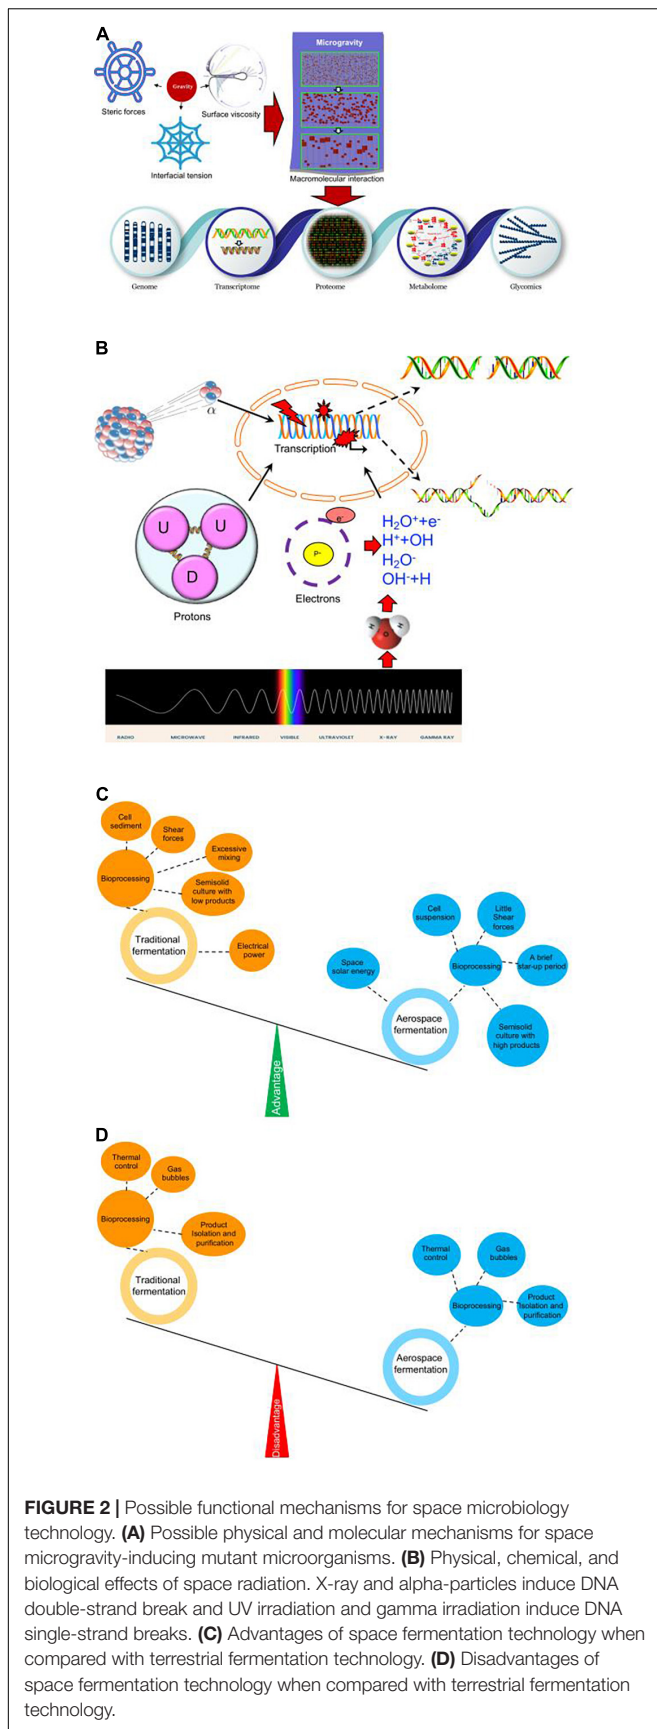 A
Gravity
Steric forces
Surface viscosity
Interfacial tension
Microgravity
Macromolecular interaction
Genome
Transcriptome
Proteome
Metabolome
Glycomics
B
α
Transcription
U
U
D
Protons
e-
P+
Electrons
H₂O⁺+e-
H⁺+OH
H₂O-
OH-+H
H
H
O
RADIO
MICROWAVE
INFRARED
VISIBLE
ULTRAVIOLET
X-RAY
GAMMA RAY
C
Cell
sediment
Shear
forces
Excessive
mixing
Bioprocessing
Semisolid
culture with
low products
Traditional
fermentation
Electrical
power
Cell
suspension
Little
Shear
forces
Space
solar energy
Bioprocessing
A brief
star-up period
Aerospace
fermentation
Semisolid
culture with
high products
Advantage
D
Thermal
control
Gas
bubbles
Bioprocessing
Product
Isolation and
purification
Traditional
fermentation
Thermal
control
Gas
bubbles
Bioprocessing
Product
Isolation and
purification
Aerospace
fermentation
Disadvantage
FIGURE 2 | Possible functional mechanisms for space microbiology
technology. (A) Possible physical and molecular mechanisms for space
microgravity-inducing mutant microorganisms. (B) Physical, chemical, and
biological effects of space radiation. X-ray and alpha-particles induce DNA
double-strand break and UV irradiation and gamma irradiation induce DNA
single-strand breaks. (C) Advantages of space fermentation technology when
compared with terrestrial fermentation technology. (D) Disadvantages of
space fermentation technology when compared with terrestrial fermentation
technology.